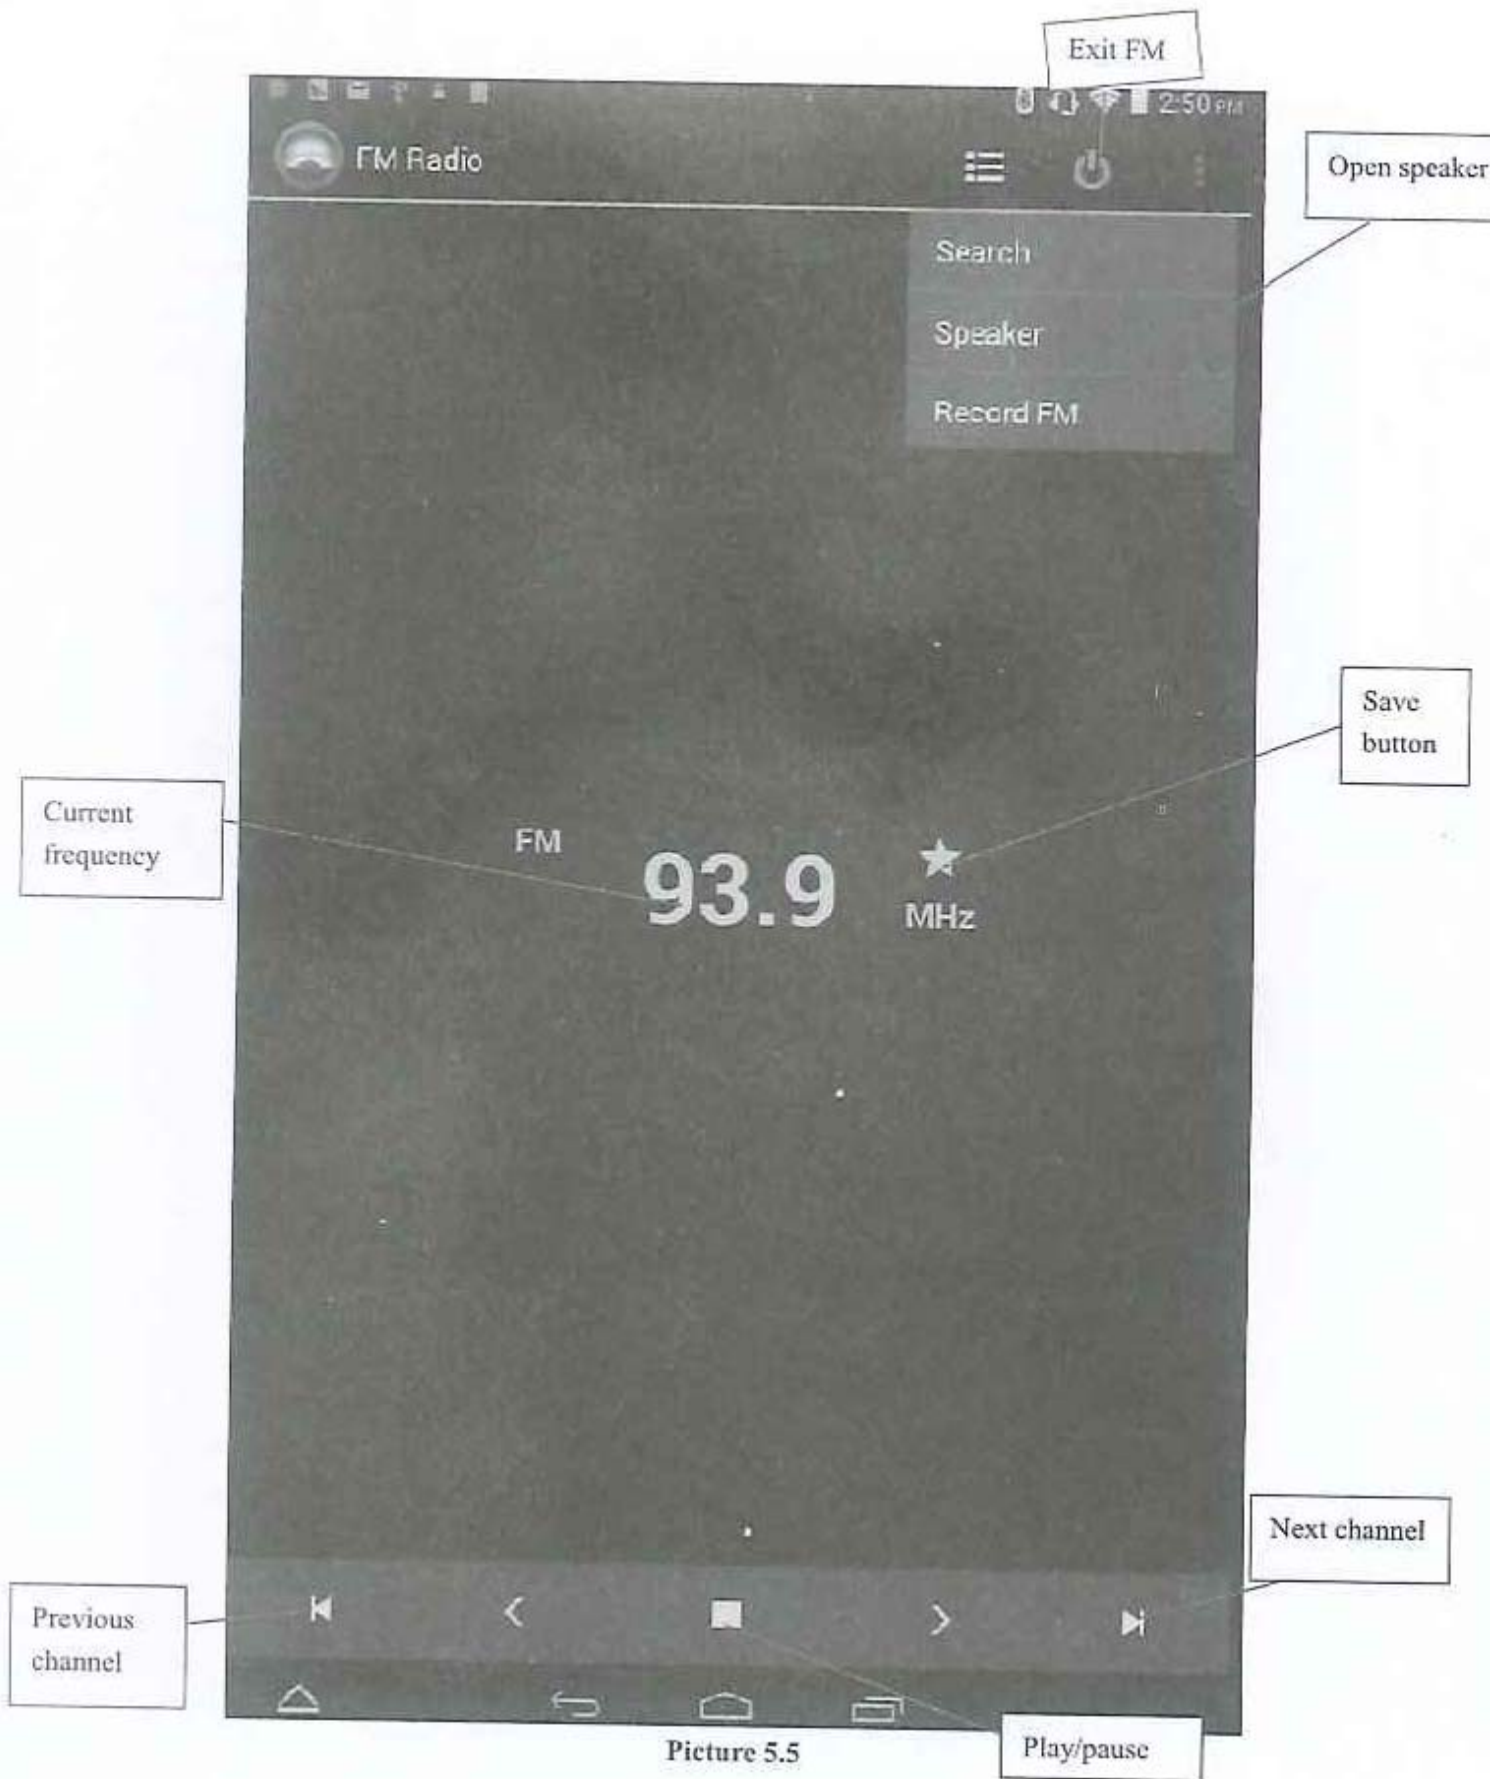 Exit FM
2:50 PM
FM Radio
Open speaker
Search
Speaker
Record FM
Save
button
Current
frequency
FM
93.9
MHz
Next channel
Previous
channel
Play/pause
Picture 5.5